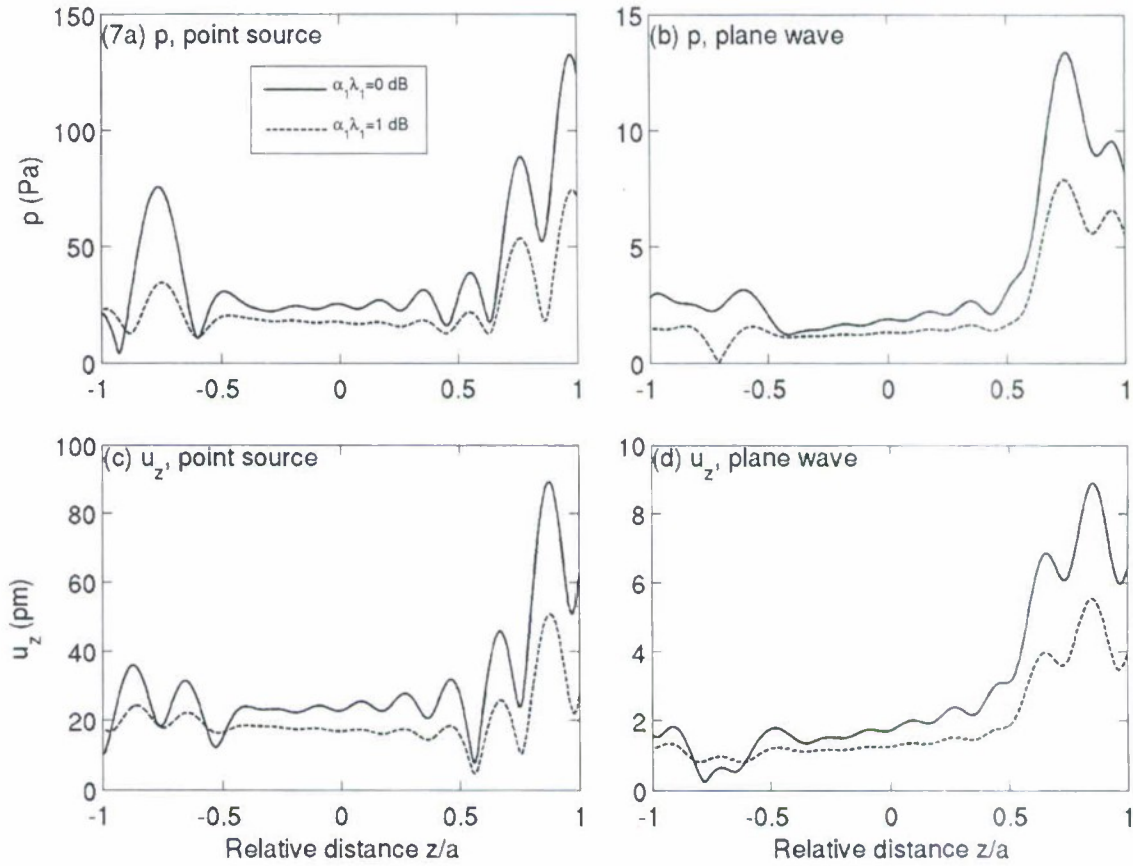 (7a) p, point source
α₁λ₁=0 dB
α₁λ₁=1 dB
p (Pa)
150
100
50
0
-1 -0.5 0 0.5 1
(b) p, plane wave
15
10
5
0
-1 -0.5 0 0.5 1
(c) u_z, point source
u_z (pm)
100
80
60
40
20
0
-1 -0.5 0 0.5 1
Relative distance z/a
(d) u_z, plane wave
10
8
6
4
2
0
-1 -0.5 0 0.5 1
Relative distance z/a